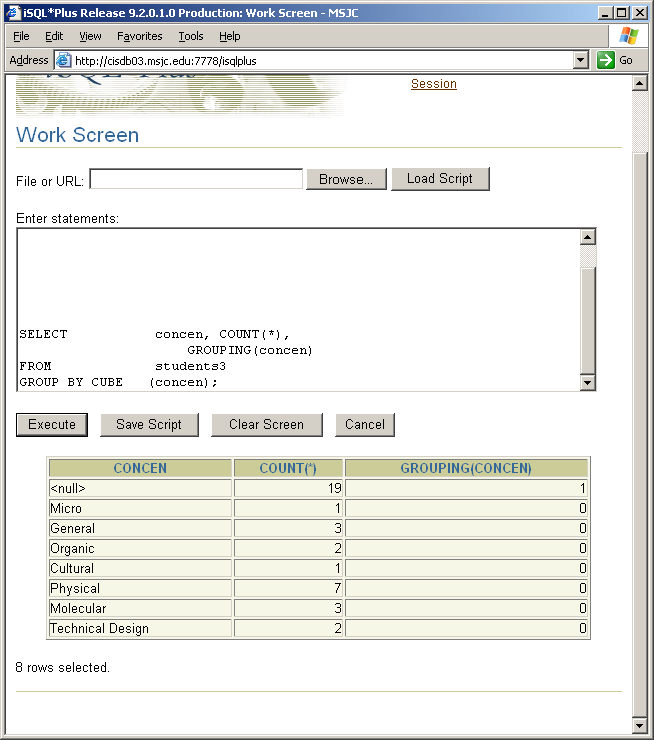 iSQL*Plus Release 9.2.0.1.0 Production: Work Screen - MSJC
File Edit View Favorites Tools Help
Address http://cisdb03.msjc.edu:7778/isqlplus Go
Session
Work Screen
File or URL: Browse... Load Script
Enter statements:
SELECT concen, COUNT(*),
GROUPING(concen)
FROM students3
GROUP BY CUBE (concen);
Execute Save Script Clear Screen Cancel
CONCEN COUNT(*) GROUPING(CONCEN)
<null> 19 1
Micro 1 0
General 3 0
Organic 2 0
Cultural 1 0
Physical 7 0
Molecular 3 0
Technical Design 2 0
8 rows selected.